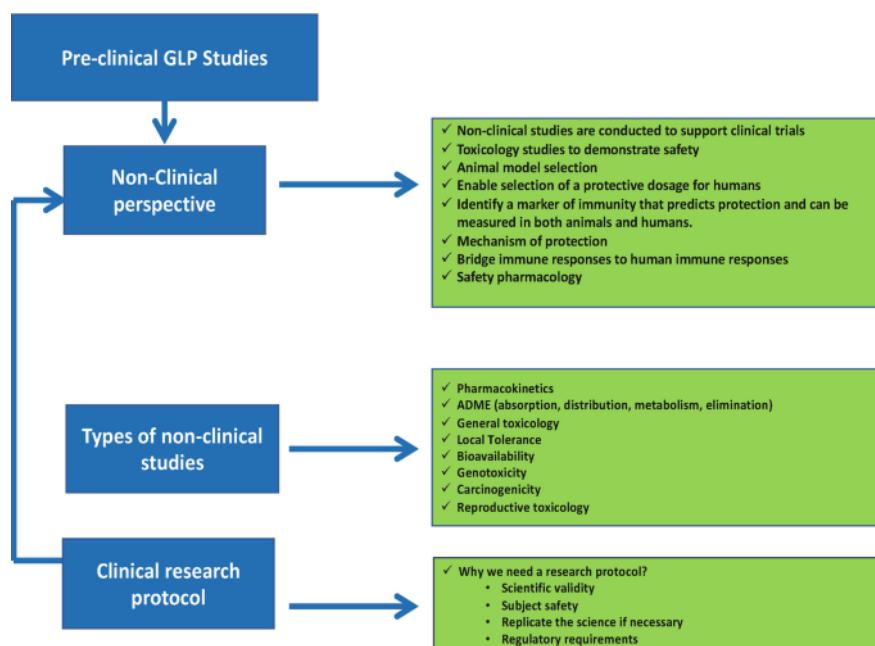 Pre-clinical GLP Studies
Non-Clinical
perspective
✓ Non-clinical studies are conducted to support clinical trials
✓ Toxicology studies to demonstrate safety
✓ Animal model selection
✓ Enable selection of a protective dosage for humans
✓ Identify a marker of immunity that predicts protection and can be
measured in both animals and humans.
✓ Mechanism of protection
✓ Bridge immune responses to human immune responses
✓ Safety pharmacology
Types of non-clinical
studies
✓ Pharmacokinetics
✓ ADME (absorption, distribution, metabolism, elimination)
✓ General toxicology
✓ Local Tolerance
✓ Bioavailability
✓ Genotoxicity
✓ Carcinogenicity
✓ Reproductive toxicology
Clinical research
protocol
✓ Why we need a research protocol?
• Scientific validity
• Subject safety
• Replicate the science if necessary
• Regulatory requirements